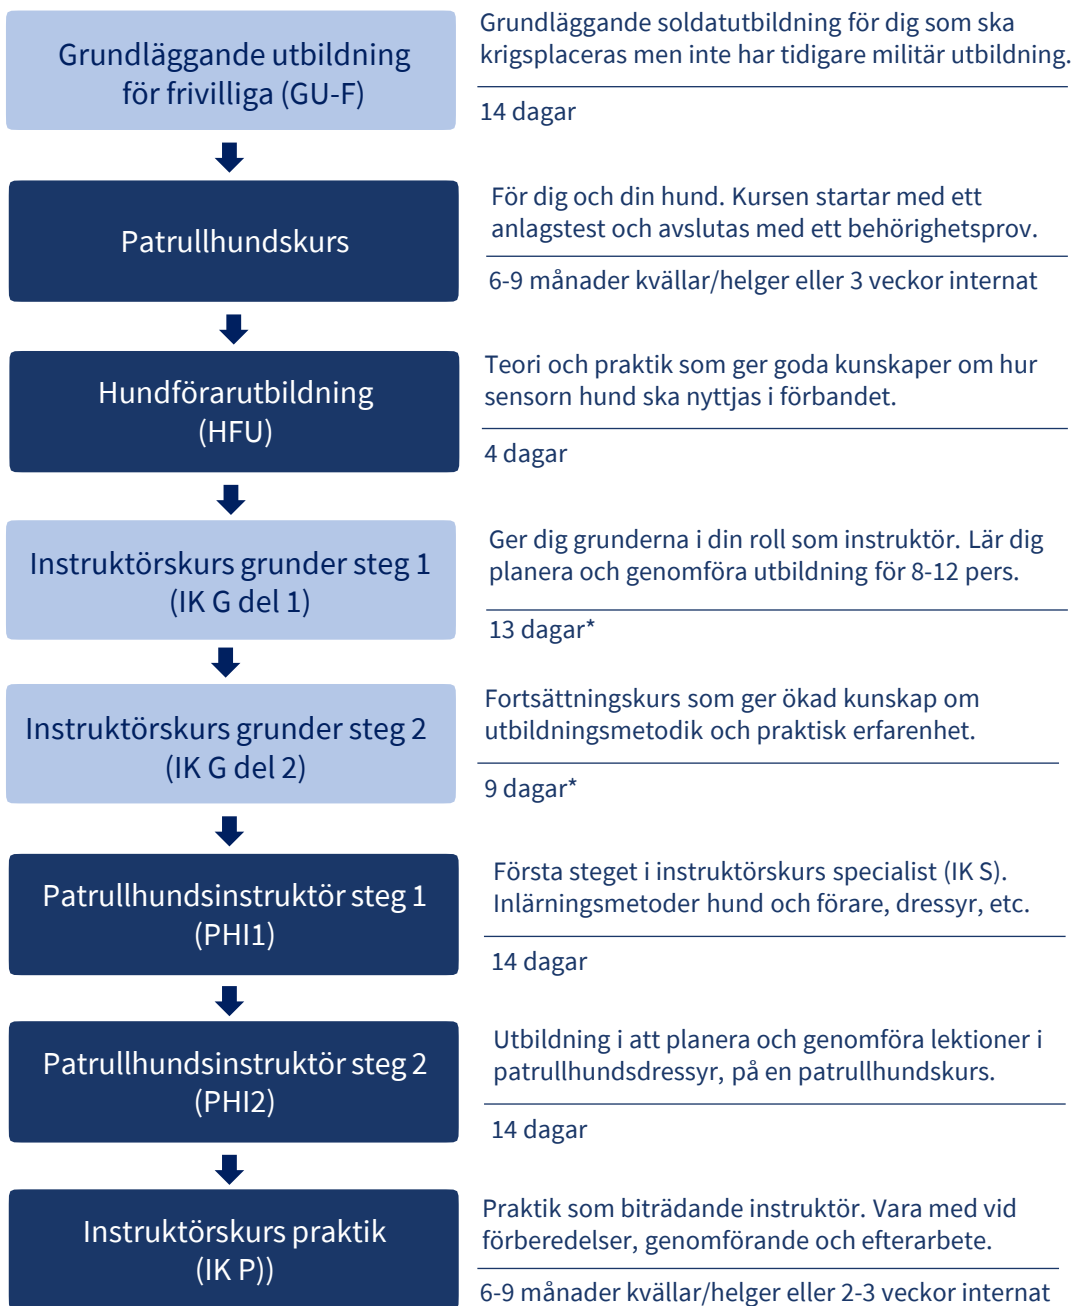 Grundläggande utbildning
för frivilliga (GU-F)
Grundläggande soldatutbildning för dig som ska
krigsplaceras men inte har tidigare militär utbildning.
14 dagar
Patrullhundskurs
För dig och din hund. Kursen startar med ett
anlagstest och avslutas med ett behörighetsprov.
6-9 månader kvällar/helger eller 3 veckor internat
Hundförarutbildning
(HFU)
Teori och praktik som ger goda kunskaper om hur
sensorn hund ska nyttjas i förbandet.
4 dagar
Instruktörskurs grunder steg 1
(IK G del 1)
Ger dig grunderna i din roll som instruktör. Lär dig
planera och genomföra utbildning för 8-12 pers.
13 dagar*
Instruktörskurs grunder steg 2
(IK G del 2)
Fortsättningskurs som ger ökad kunskap om
utbildningsmetodik och praktisk erfarenhet.
9 dagar*
Patrullhundsinstruktör steg 1
(PHI1)
Första steget i instruktörskurs specialist (IK S).
Inlärningsmetoder hund och förare, dressyr, etc.
14 dagar
Patrullhundsinstruktör steg 2
(PHI2)
Utbildning i att planera och genomföra lektioner i
patrullhundsdressyr, på en patrullhundskurs.
14 dagar
Instruktörskurs praktik
(IK P))
Praktik som biträdande instruktör. Vara med vid
förberedelser, genomförande och efterarbete.
6-9 månader kvällar/helger eller 2-3 veckor internat